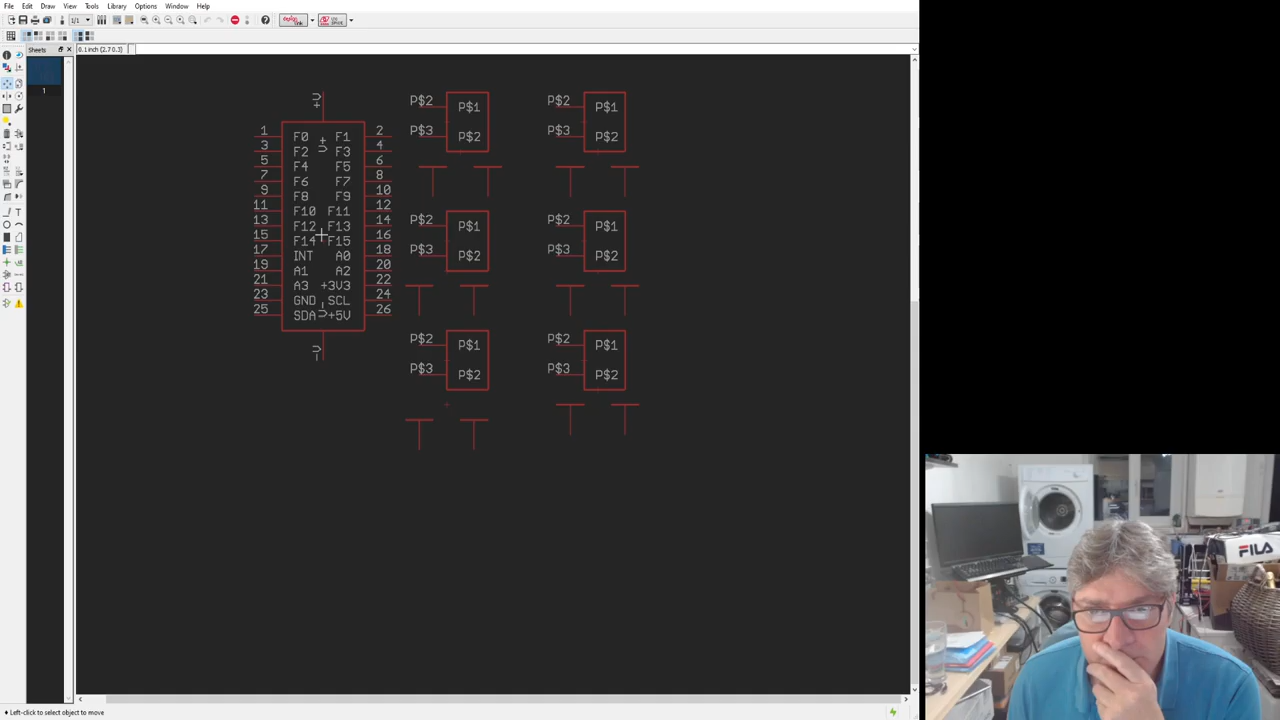 File Edit Draw View Tools Library Options Window Help
1/1
Sheets
0.1 inch (2.7 0.3)
1
V+
1 F0 F1 2
3 F2 F3 4
5 F4 F5 6
7 F6 F7 8
9 F8 F9 10
11 F10 F11 12
13 F12 F13 14
15 F14 F15 16
17 INT A0 18
19 A1 A2 20
21 A3 +3V3 22
23 GND SCL 24
25 SDA +5V 26
V+
V-
V-
P$2 P$1
P$3 P$2
P$2 P$1
P$3 P$2
P$2 P$1
P$3 P$2
P$2 P$1
P$3 P$2
P$2 P$1
P$3 P$2
P$2 P$1
P$3 P$2
FILA
Left-click to select object to move